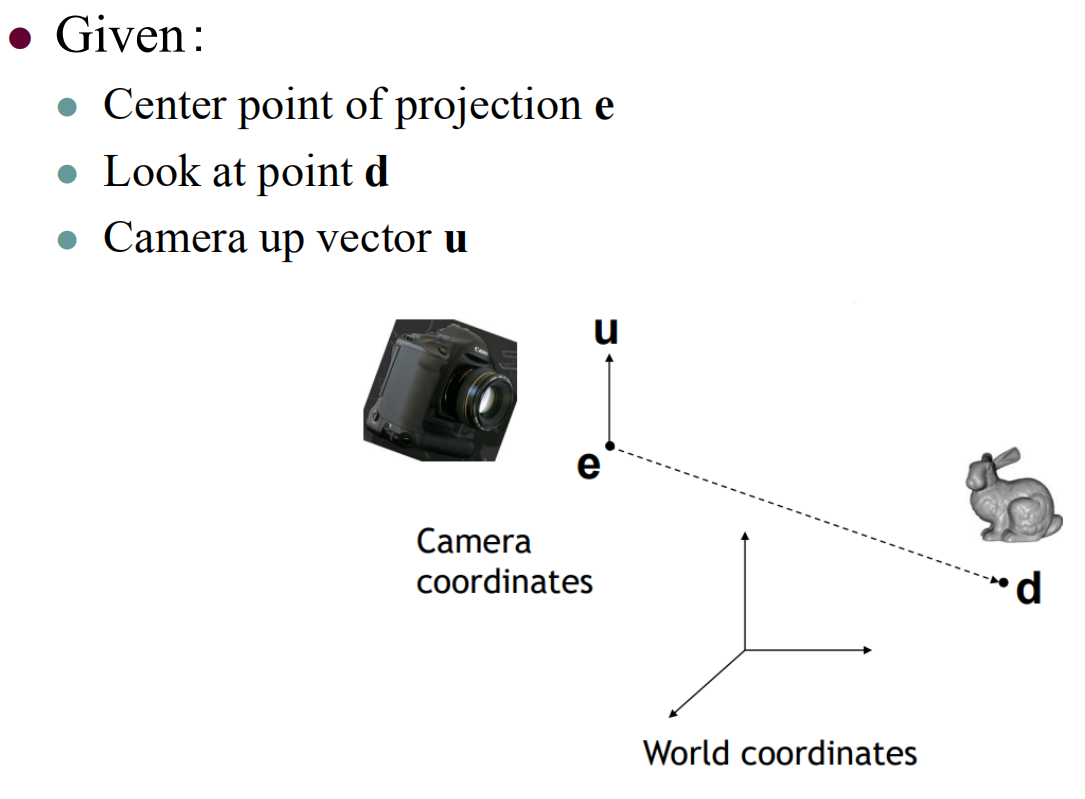 Given:
Center point of projection e
Look at point d
Camera up vector u
u
e
Camera
coordinates
d
World coordinates